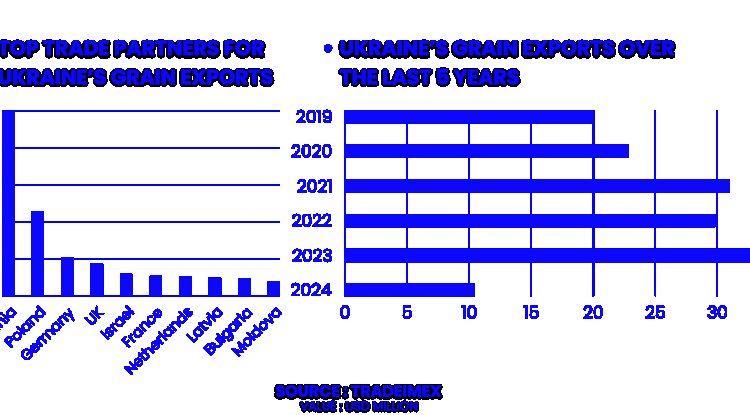 TOP TRADE PARTNERS FOR
UKRAINE'S GRAIN EXPORTS
Poland
Germany
UK
Israel
France
Netherlands
Latvia
Bulgaria
Moldova
• UKRAINE'S GRAIN EXPORTS OVER
THE LAST 5 YEARS
2019
2020
2021
2022
2023
2024
0 5 10 15 20 25 30
SOURCE : TRADEIMEX
VALUE : USD MILLION